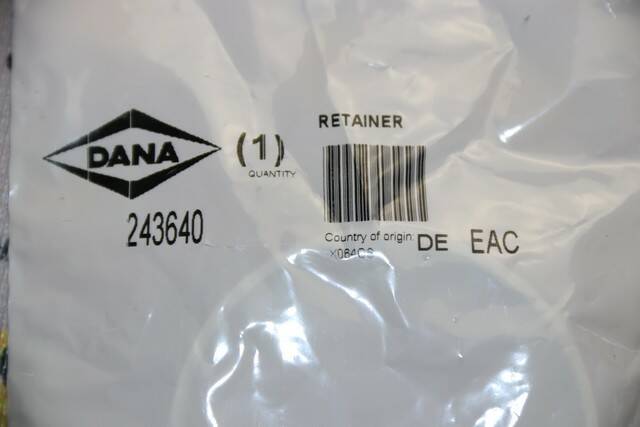 DANA
243640
(1)
QUANTITY
RETAINER
Country of origin: DE EAC